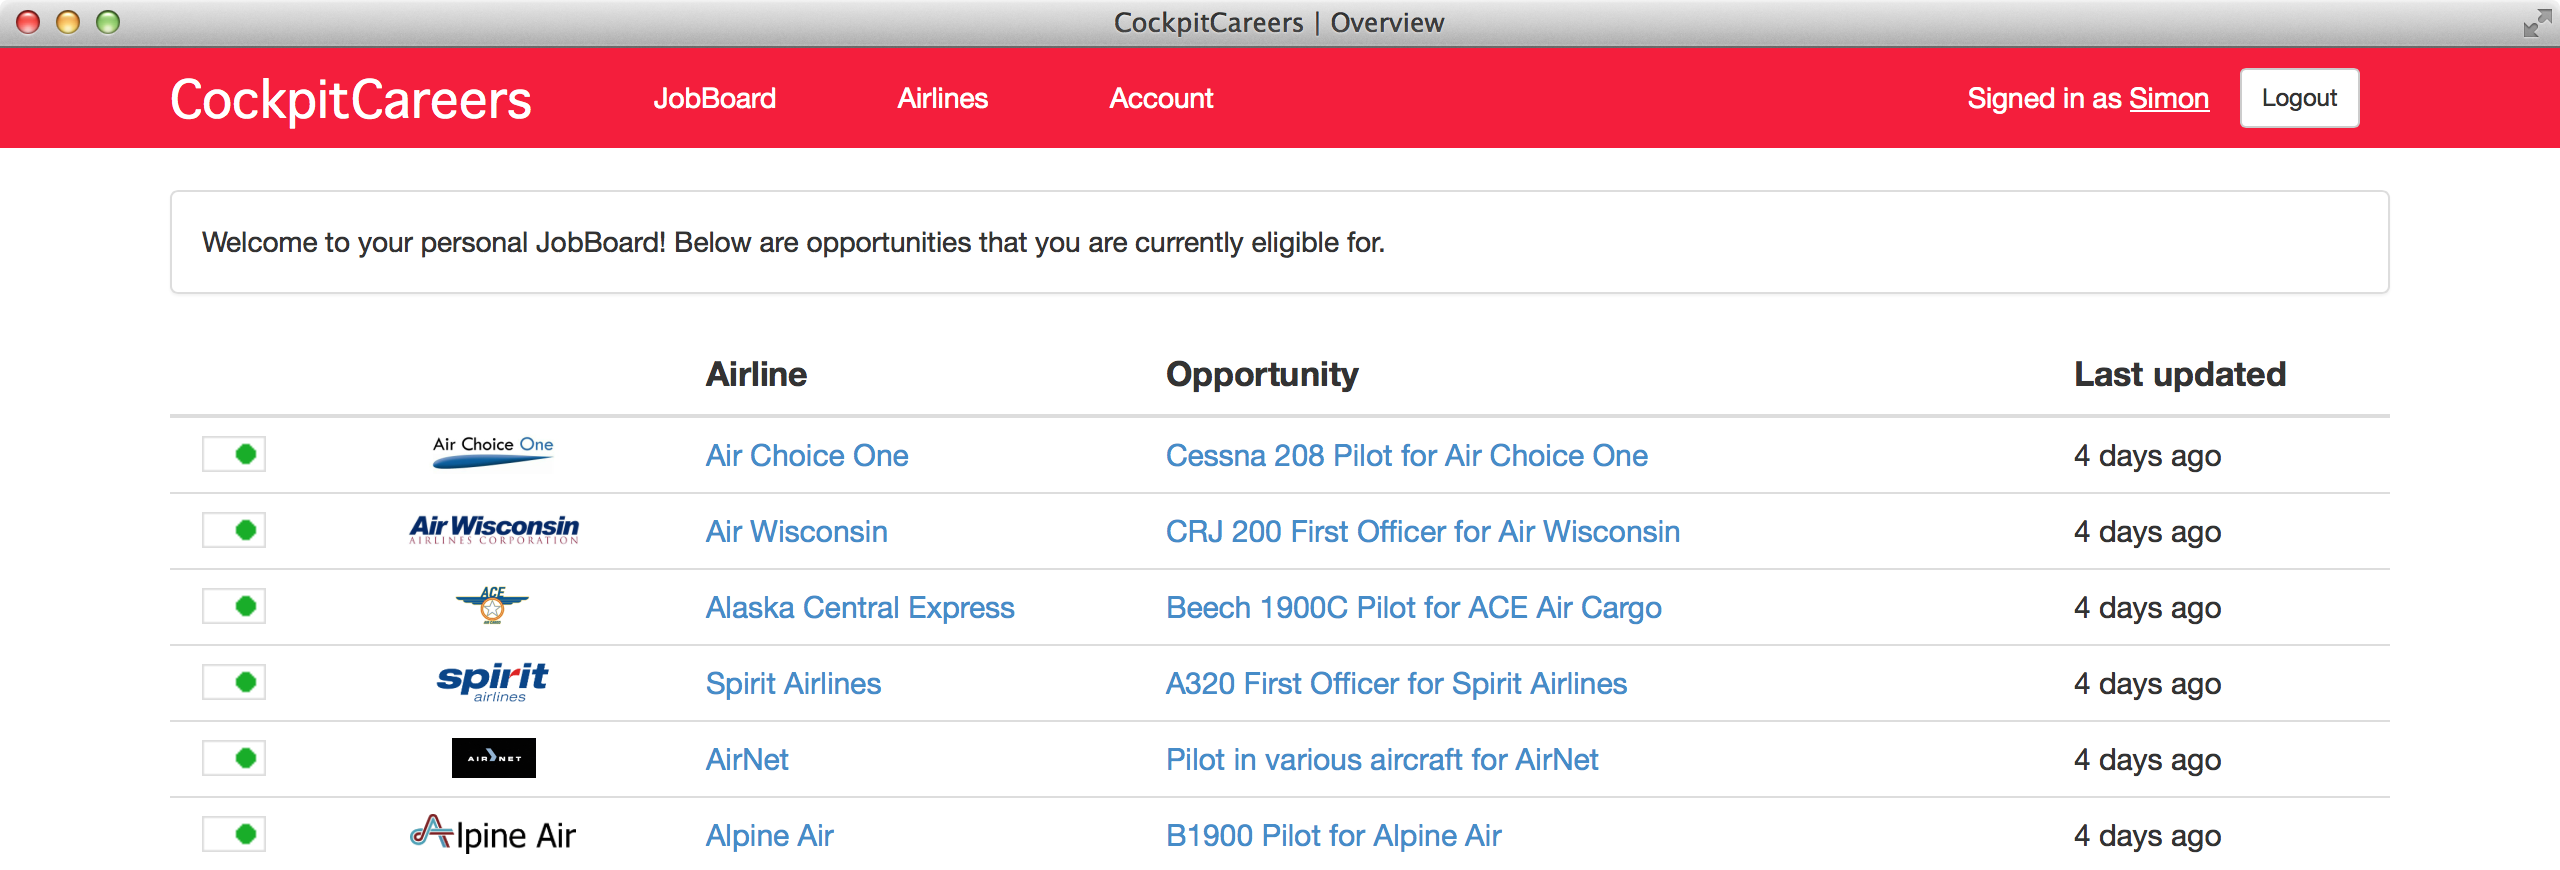 CockpitCareers | Overview
CockpitCareers JobBoard Airlines Account Signed in as Simon Logout
Welcome to your personal JobBoard! Below are opportunities that you are currently eligible for.
Airline Opportunity Last updated
Air Choice One Air Choice One Cessna 208 Pilot for Air Choice One 4 days ago
Air Wisconsin Air Wisconsin CRJ 200 First Officer for Air Wisconsin 4 days ago
AIRLINES CORPORATION
ACE Alaska Central Express Beech 1900C Pilot for ACE Air Cargo 4 days ago
spirit Spirit Airlines A320 First Officer for Spirit Airlines 4 days ago
airlines
AIRNET AirNet Pilot in various aircraft for AirNet 4 days ago
Alpine Air Alpine Air B1900 Pilot for Alpine Air 4 days ago